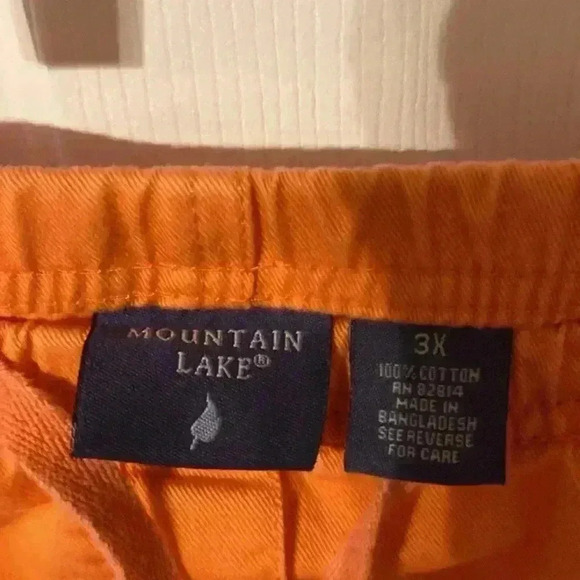 MOUNTAIN
LAKE®
3X
100% COTTON
RN 82814
MADE IN
BANGLADESH
SEE REVERSE
FOR CARE